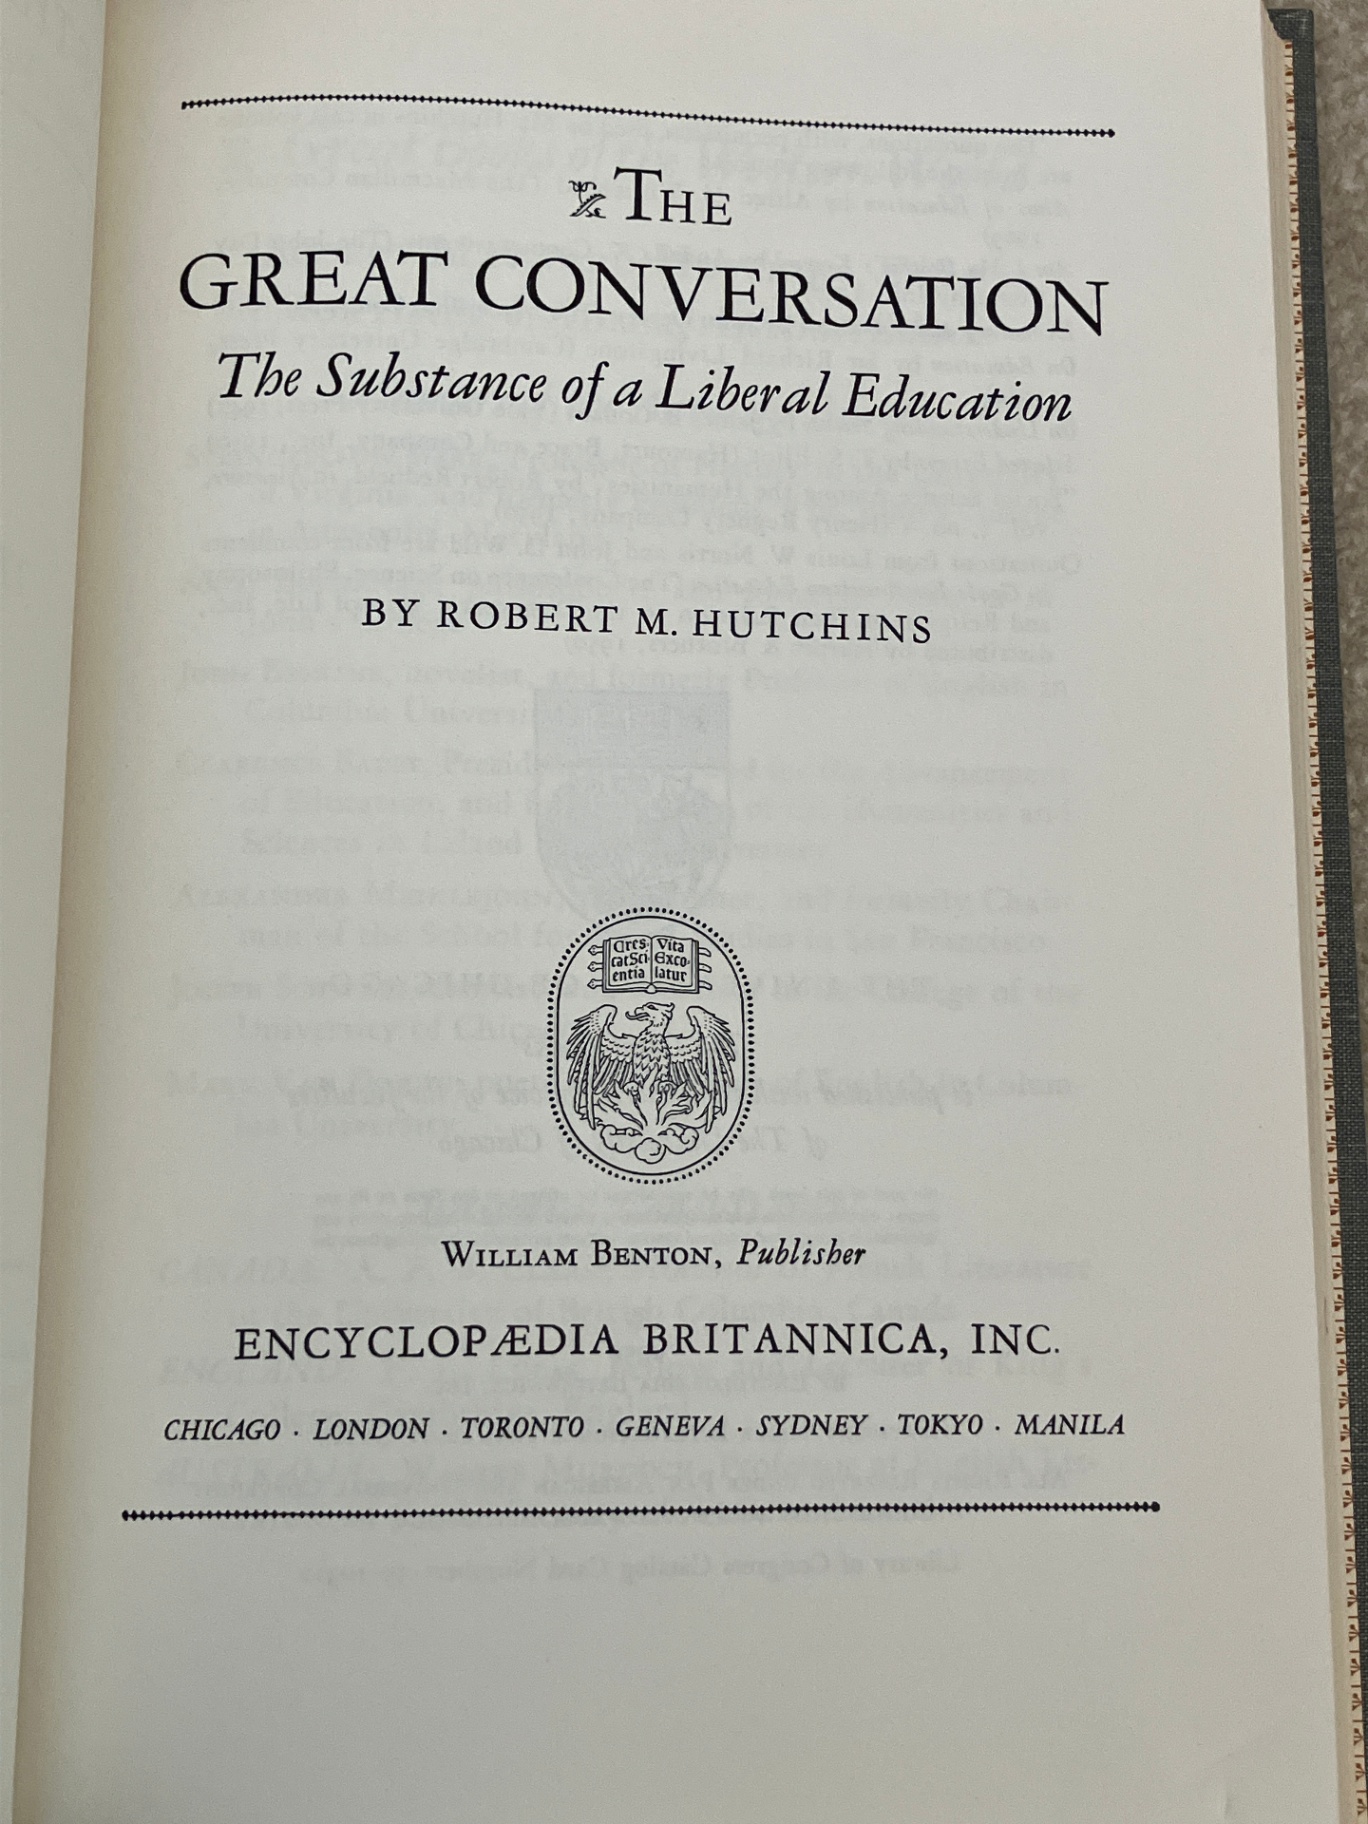 The
GREAT CONVERSATION
The Substance of a Liberal Education
BY ROBERT M. HUTCHINS
Cres Vita
cat Sci Exco
entia latur
WILLIAM BENTON, Publisher
ENCYCLOPÆDIA BRITANNICA, INC.
CHICAGO · LONDON · TORONTO · GENEVA · SYDNEY · TOKYO · MANILA